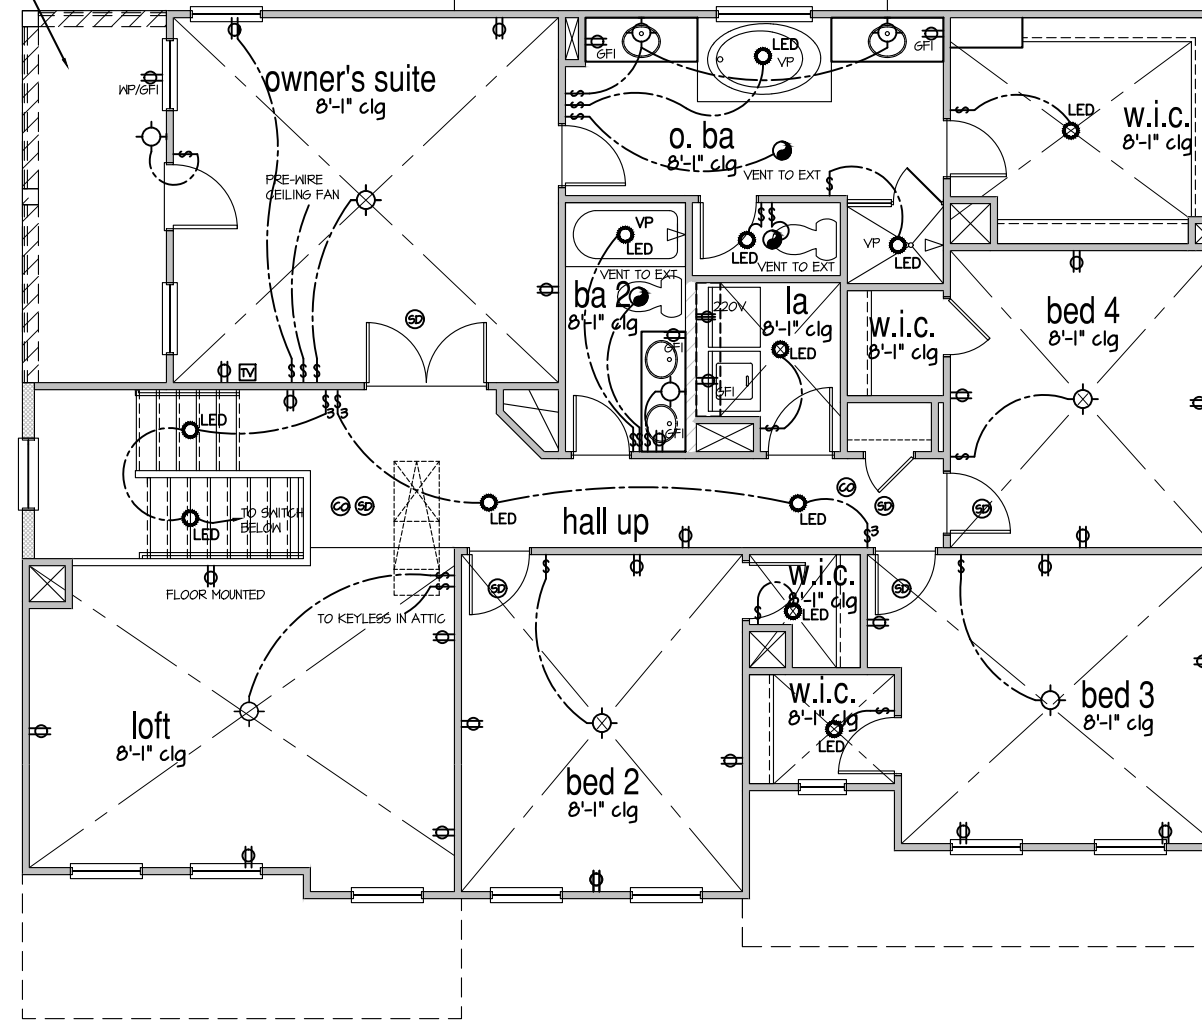 GFI
LED
VP
GFI
WP/GFI
owner's suite
8'-1" clg
$
$
$
o. ba
8'-1" clg
VENT TO EXT
$
$
LED
w.i.c.
8'-1" clg
$
PRE-WIRE
CEILING FAN
VP
LED
VENT TO EXT
$$
LED
VENT TO EXT
$
VP
LED
ba 2
8'-1" clg
GFI
GFI
220V
la
8'-1" clg
LED
GFI
$
w.i.c.
8'-1" clg
bed 4
8'-1" clg
SD
TV
$$ $
$$
3 3
LED
$$$
$
TO SWITCH
BELOW
LED
CO SD
LED
hall up
LED
CO
SD
$3
SD
FLOOR MOUNTED
$
$
TO KEYLESS IN ATTIC
SD
$
w.i.c.
8'-1" clg
$
LED
SD
$
loft
8'-1" clg
bed 2
8'-1" clg
w.i.c.
8'-1" clg
$
LED
bed 3
8'-1" clg